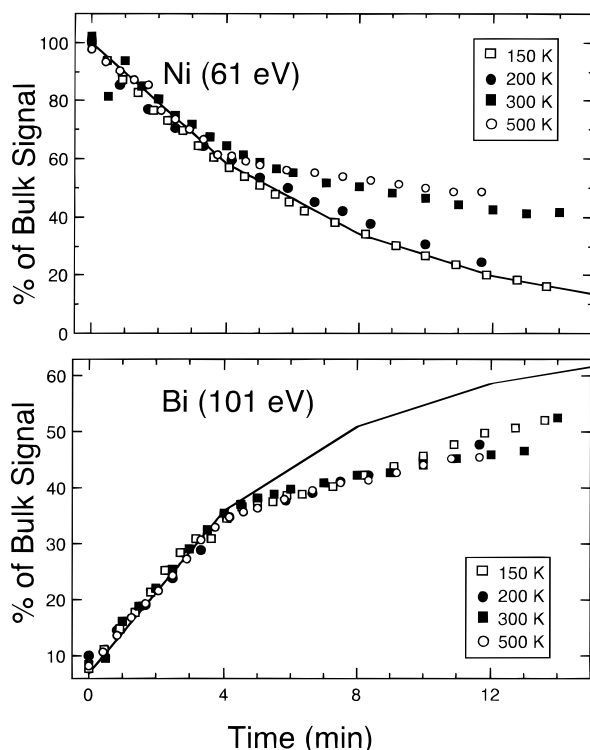 % of Bulk Signal
100
80
60
40
20
0
Ni (61 eV)
150 K
200 K
300 K
500 K
% of Bulk Signal
60
50
40
30
20
10
Bi (101 eV)
150 K
200 K
300 K
500 K
0
4
8
12
Time (min)